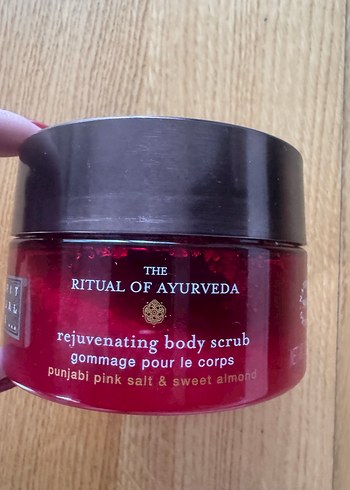 THE
RITUAL OF AYURVEDA
rejuvenating body scrub
gommage pour le corps
punjabi pink salt & sweet almond